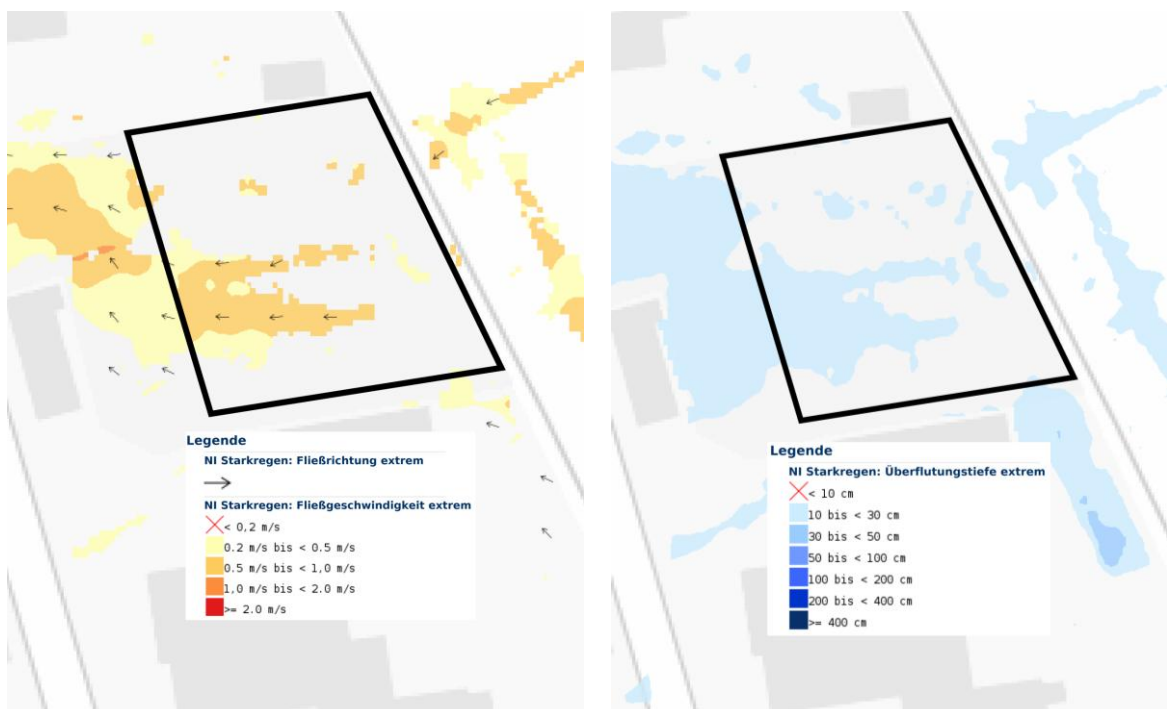 Legende
NI Starkregen: Fließrichtung extrem
NI Starkregen: Fließgeschwindigkeit extrem
< 0,2 m/s
0.2 m/s bis < 0.5 m/s
0.5 m/s bis < 1,0 m/s
1,0 m/s bis < 2.0 m/s
>= 2.0 m/s
Legende
NI Starkregen: Überflutungstiefe extrem
< 10 cm
10 bis < 30 cm
30 bis < 50 cm
50 bis < 100 cm
100 bis < 200 cm
200 bis < 400 cm
>= 400 cm